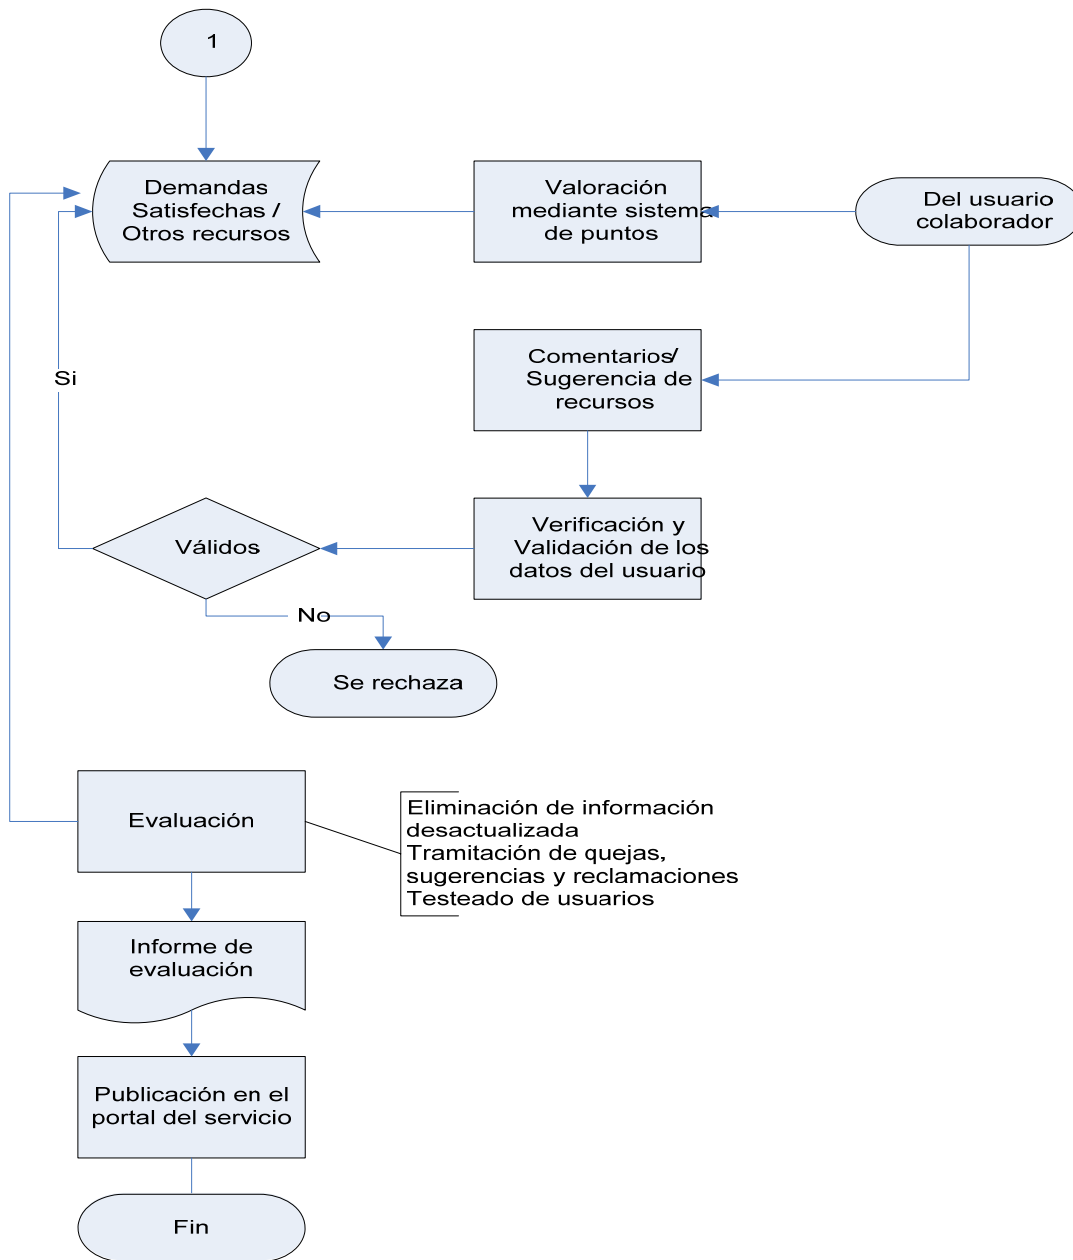 1
Demandas
Satisfechas /
Otros recursos
Valoración
mediante sistema
de puntos
Del usuario
colaborador
Comentarios/
Sugerencia de
recursos
Si
Verificación y
Validación de los
datos del usuario
Válidos
No
Se rechaza
Evaluación
Eliminación de información
desactualizada
Tramitación de quejas,
sugerencias y reclamaciones
Testeado de usuarios
Informe de
evaluación
Publicación en el
portal del servicio
Fin